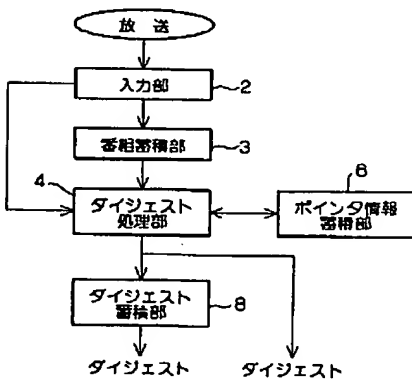 放送
入力部
2
番組蓄積部
3
4
ダイジェスト
処理部
6
ポインタ情報
蓄積部
ダイジェスト
蓄積部
8
ダイジェスト
ダイジェスト